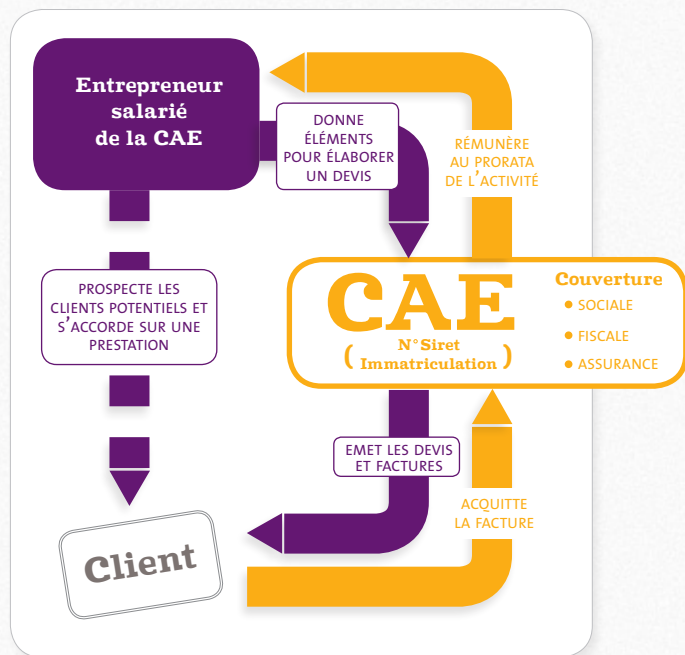 Entrepreneur
salarié
de la CAE
DONNE
ÉLÉMENTS
POUR ÉLABORER
UN DEVIS
RÉMUNÈRE
AU PRORATA
DE L'ACTIVITÉ
PROSPECTE LES
CLIENTS POTENTIELS ET
S'ACCORDE SUR UNE
PRESTATION
CAE
N°Siret
( Immatriculation )
Couverture
• SOCIALE
• FISCALE
• ASSURANCE
EMET LES DEVIS
ET FACTURES
ACQUITTE
LA FACTURE
Client